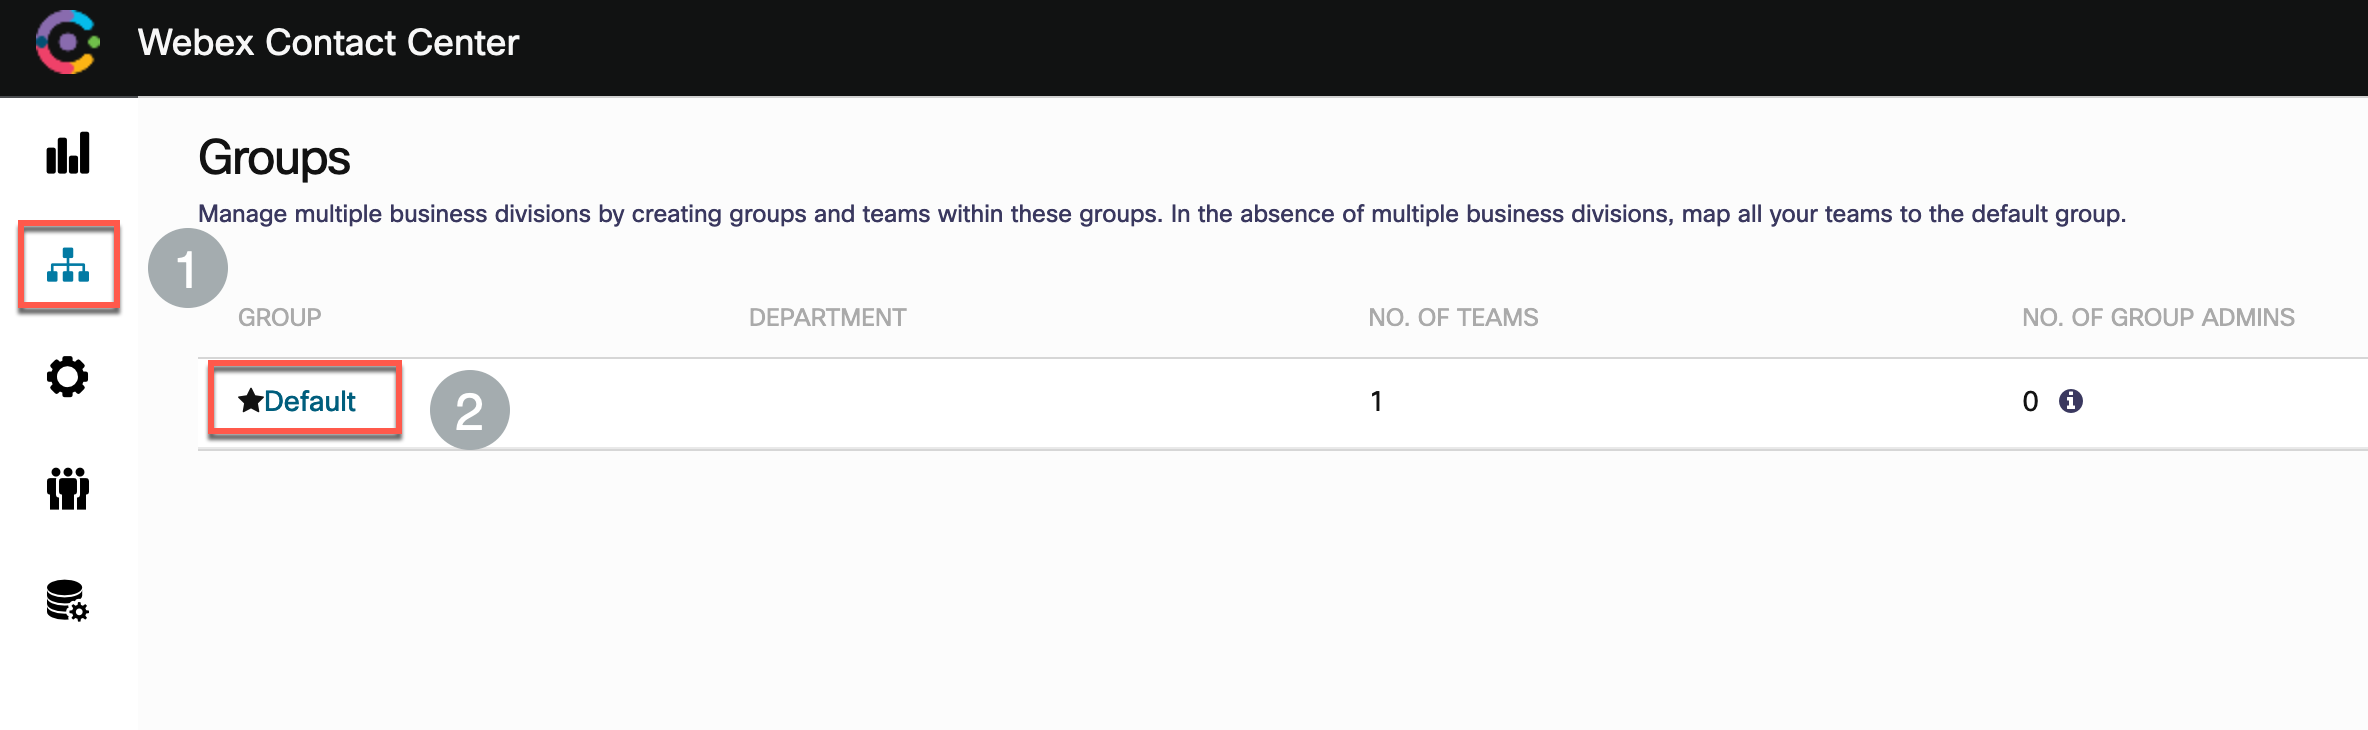 Webex Contact Center
Groups
Manage multiple business divisions by creating groups and teams within these groups. In the absence of multiple business divisions, map all your teams to the default group.
1
GROUP DEPARTMENT NO. OF TEAMS NO. OF GROUP ADMINS
Default 2 1 0